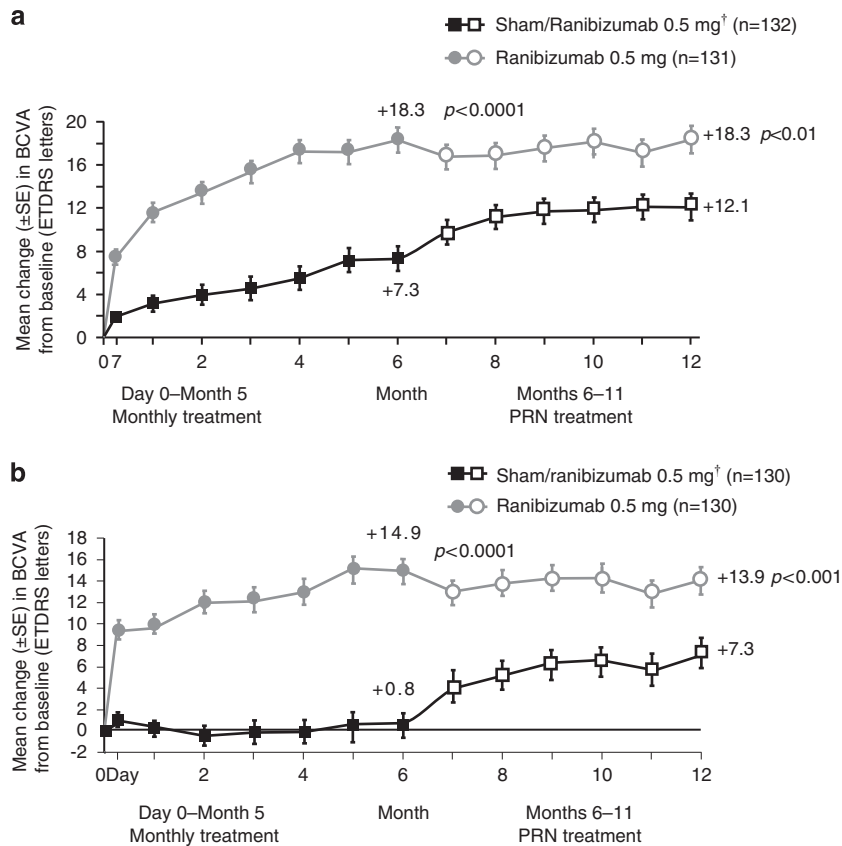 a
Sham/Ranibizumab 0.5 mg† (n=132)
Ranibizumab 0.5 mg (n=131)
Mean change (±SE) in BCVA
from baseline (ETDRS letters)
20
16
12
8
4
0
+18.3 p<0.0001
+18.3 p<0.01
+12.1
+7.3
07 2 4 6 8 10 12
Day 0–Month 5 Month Months 6–11
Monthly treatment PRN treatment
b
Sham/ranibizumab 0.5 mg† (n=130)
Ranibizumab 0.5 mg (n=130)
Mean change (±SE) in BCVA
from baseline (ETDRS letters)
18
16
14
12
10
8
6
4
2
0
-2
+14.9
p<0.0001
+13.9 p<0.001
+7.3
+0.8
0Day 2 4 6 8 10 12
Day 0–Month 5 Month Months 6–11
Monthly treatment PRN treatment